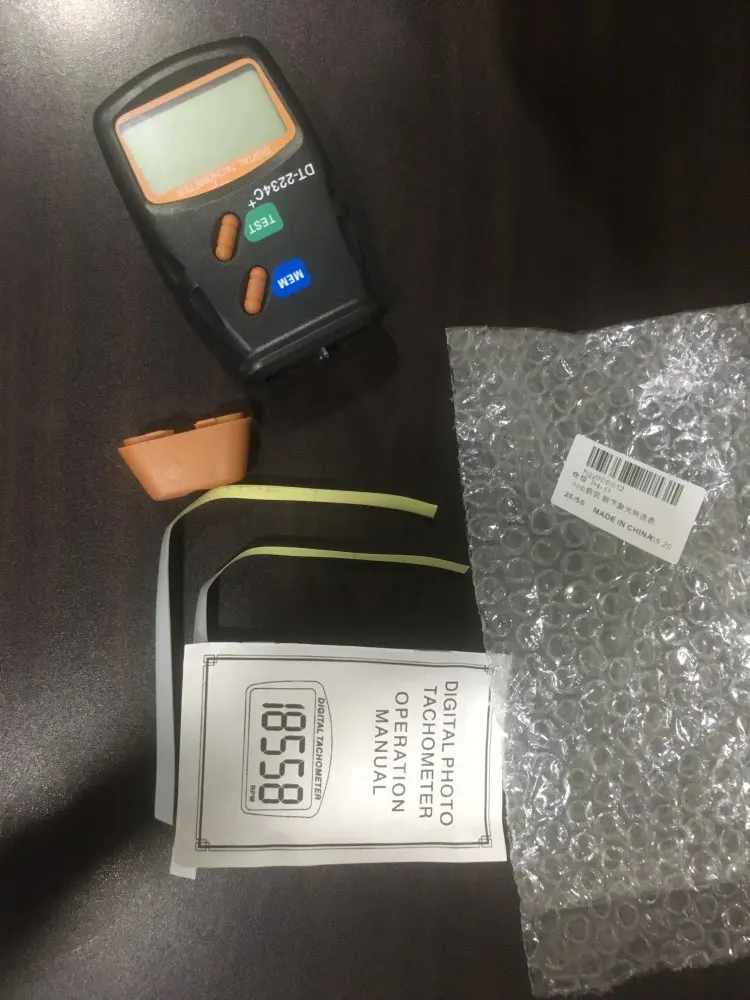 DIGITAL TACHOMETER
DT-2234C+
TEST
MEM
DIGITAL PHOTO
TACHOMETER
OPERATION
MANUAL
DIGITAL TACHOMETER
18558
RPM
MADE IN CHINA